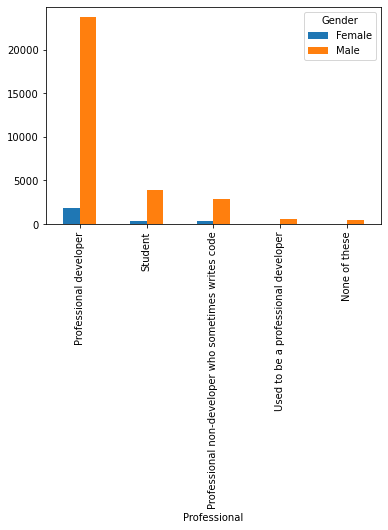 Gender
Female
Male
25000
20000
15000
10000
5000
0
Professional developer
Student
Professional non-developer who sometimes writes code
Used to be a professional developer
None of these
Professional